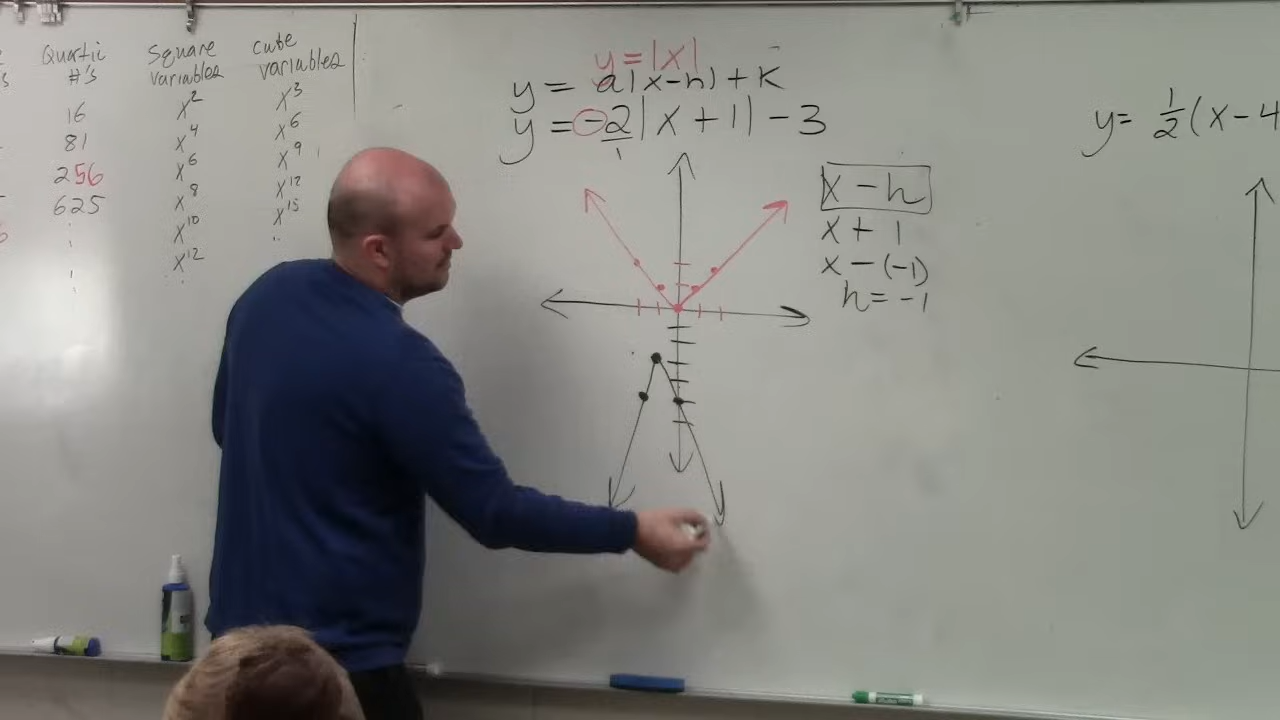 Quartic
#'s
16
81
256
625
Square
variables
x²
x⁴
x⁶
x⁸
x¹⁰
x¹²
cube
variables
x³
x⁶
x⁹
x¹²
x¹⁵
y = |x|
y = a|x-h|+k
y = -2/1|x+1|-3
x-h
x+1
x-(-1)
h=-1
y= 1/2(x-4